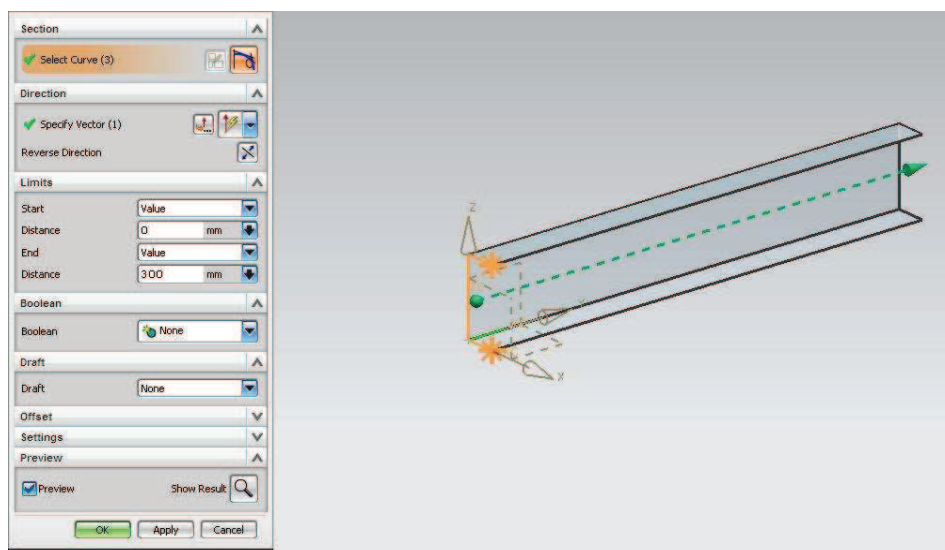 Section
Select Curve (3)
Direction
Specify Vector (1)
Reverse Direction
Limits
Start Value
Distance 0 mm
End Value
Distance 300 mm
Boolean
Boolean None
Draft
Draft None
Offset
Settings
Preview
Preview Show Result
OK Apply Cancel
Z
X